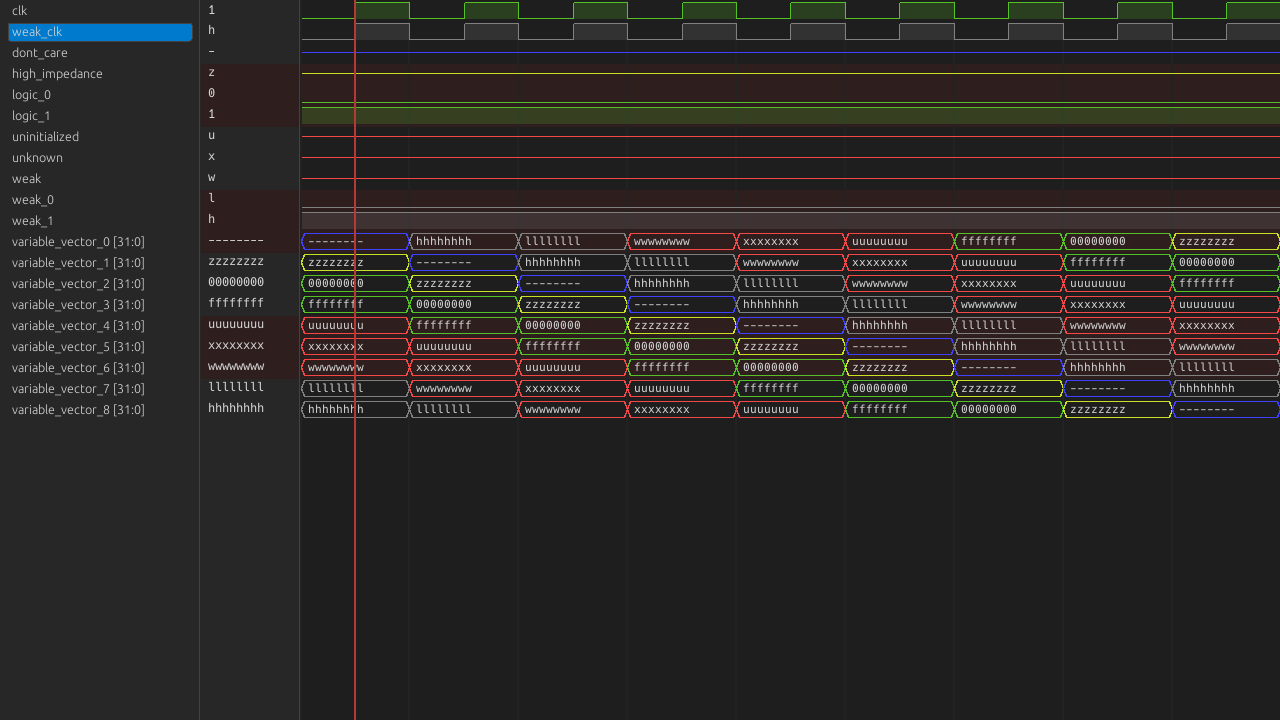 clk 1
weak_clk h
dont_care -
high_impedance z
logic_0 0
logic_1 1
uninitialized u
unknown x
weak w
weak_0 l
weak_1 h
variable_vector_0 [31:0] -------- -------- hhhhhhhh llllllll wwwwwwww xxxxxxxx uuuuuuuu ffffffff 00000000 zzzzzzzz
variable_vector_1 [31:0] zzzzzzzz zzzzzzzz -------- hhhhhhhh llllllll wwwwwwww xxxxxxxx uuuuuuuu ffffffff 00000000
variable_vector_2 [31:0] 00000000 00000000 zzzzzzzz -------- hhhhhhhh llllllll wwwwwwww xxxxxxxx uuuuuuuu ffffffff
variable_vector_3 [31:0] ffffffff ffffffff 00000000 zzzzzzzz -------- hhhhhhhh llllllll wwwwwwww xxxxxxxx uuuuuuuu
variable_vector_4 [31:0] uuuuuuuu uuuuuuuu ffffffff 00000000 zzzzzzzz -------- hhhhhhhh llllllll wwwwwwww xxxxxxxx
variable_vector_5 [31:0] xxxxxxxx xxxxxxxx uuuuuuuu ffffffff 00000000 zzzzzzzz -------- hhhhhhhh llllllll wwwwwwww
variable_vector_6 [31:0] wwwwwwww wwwwwwww xxxxxxxx uuuuuuuu ffffffff 00000000 zzzzzzzz -------- hhhhhhhh llllllll
variable_vector_7 [31:0] llllllll llllllll wwwwwwww xxxxxxxx uuuuuuuu ffffffff 00000000 zzzzzzzz -------- hhhhhhhh
variable_vector_8 [31:0] hhhhhhhh hhhhhhhh llllllll wwwwwwww xxxxxxxx uuuuuuuu ffffffff 00000000 zzzzzzzz --------